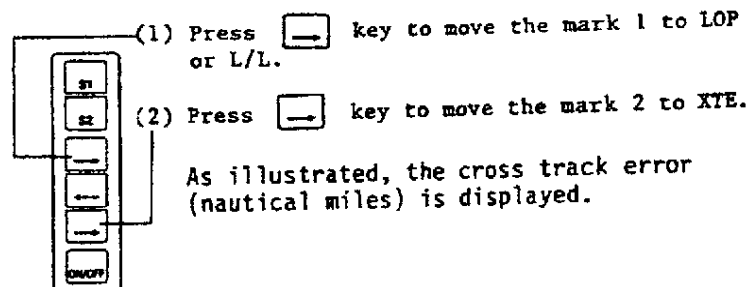 (1) Press → key to move the mark 1 to LOP
or L/L.
S1
S2
(2) Press → key to move the mark 2 to XTE.
→
As illustrated, the cross track error
(nautical miles) is displayed.
←
→
ON/OFF